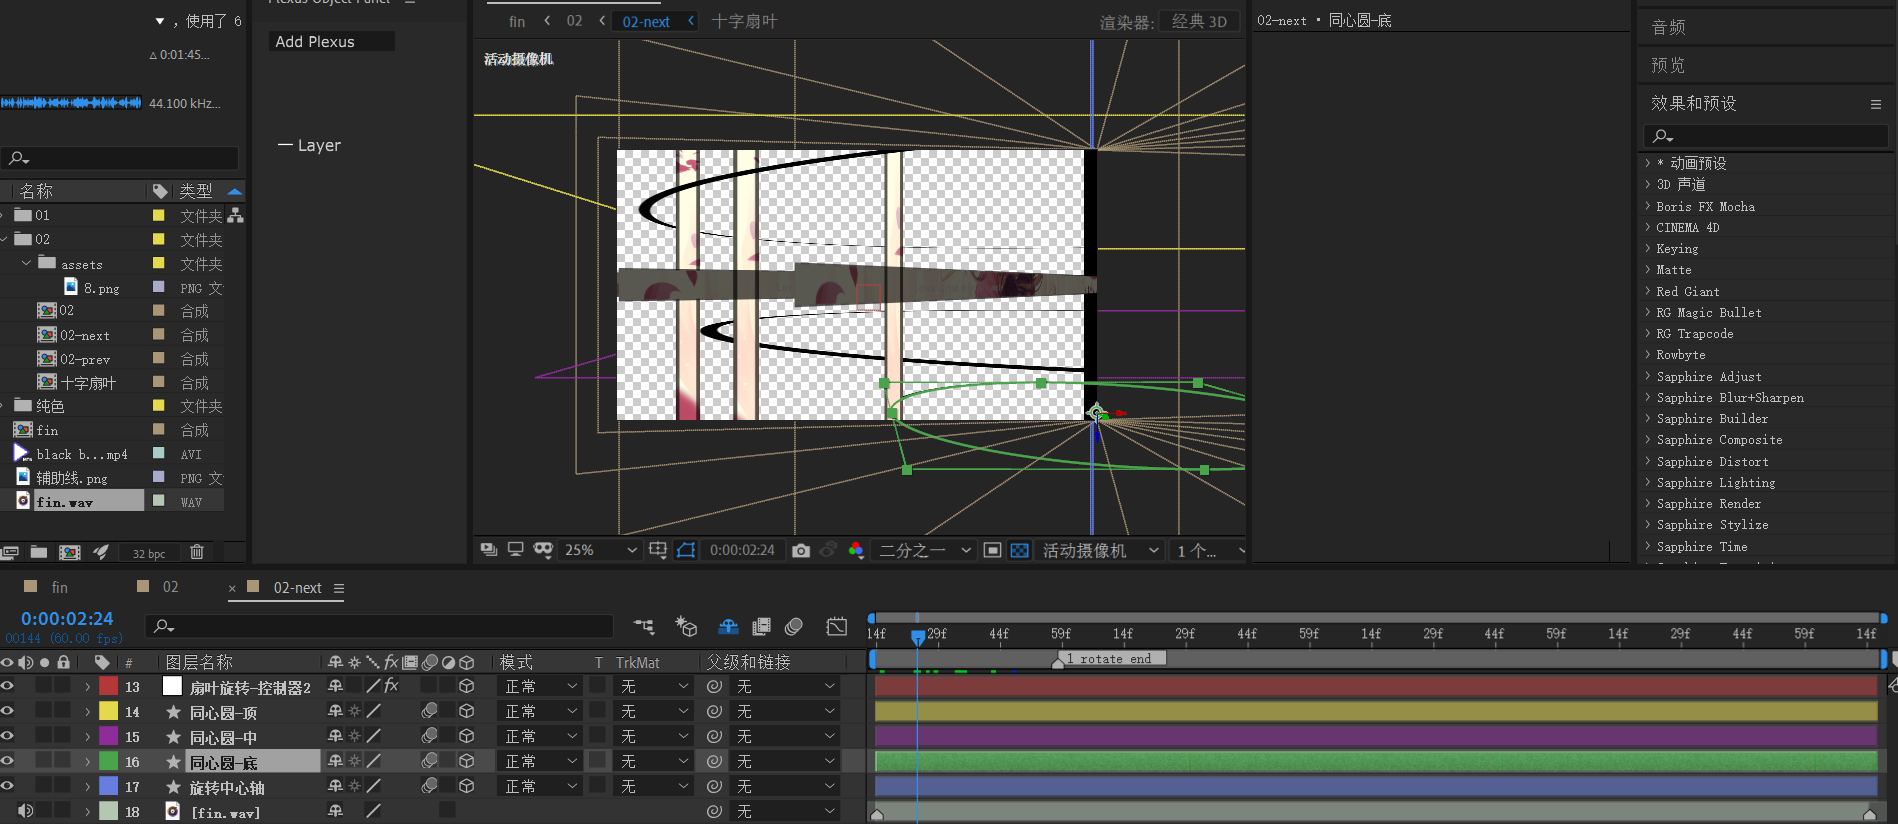 ，使用了 6
△ 0:01:45...
44.100 kHz...
名称
类型
01
文件夹
02
文件夹
assets
文件夹
8.png
PNG 文
02
合成
02-next
合成
02-prev
合成
十字扇叶
合成
纯色
文件夹
fin
合成
black b...mp4
AVI
辅助线.png
PNG 文
fin.wav
WAV
32 bpc
Plexus Object Panel
Add Plexus
Layer
fin
02
02-next
十字扇叶
渲染器:
经典 3D
活动摄像机
25%
0:00:02:24
二分之一
活动摄像机
1 个...
02-next • 同心圆-底
音频
预览
效果和预设
* 动画预设
3D 声道
Boris FX Mocha
CINEMA 4D
Keying
Matte
Red Giant
RG Magic Bullet
RG Trapcode
Rowbyte
Sapphire Adjust
Sapphire Blur+Sharpen
Sapphire Builder
Sapphire Composite
Sapphire Distort
Sapphire Lighting
Sapphire Render
Sapphire Stylize
Sapphire Time
fin
02
× 02-next
0:00:02:24
00144 (60.00 fps)
14f 29f 44f 59f 14f 29f 44f 59f 14f 29f 44f 59f 14f 29f 44f 59f 14f
1 rotate end
# 图层名称 fx 模式 T TrkMat 父级和链接
13 扇叶旋转-控制器2 fx 正常 无 无
14 同心圆-顶 正常 无 无
15 同心圆-中 正常 无 无
16 同心圆-底 正常 无 无
17 旋转中心轴 正常 无 无
18 [fin.wav] 无